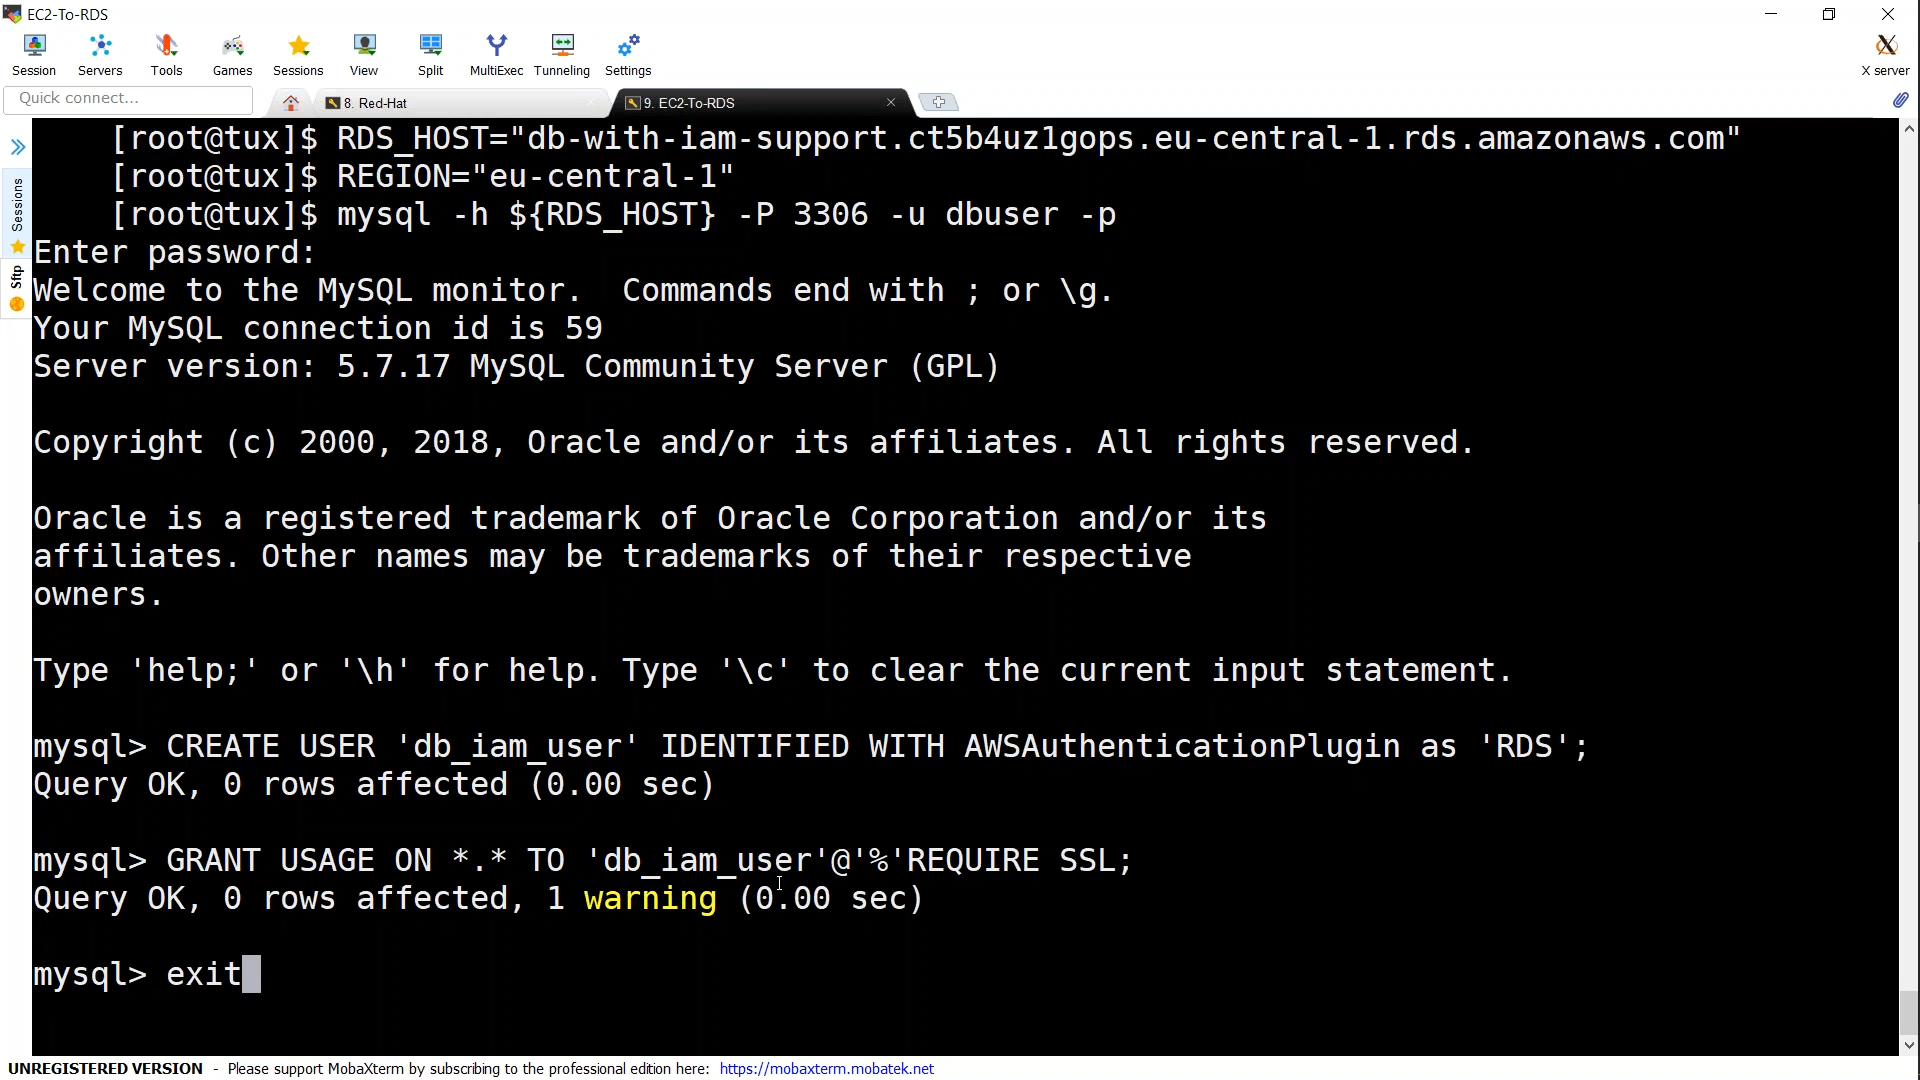 EC2-To-RDS
Session Servers Tools Games Sessions View Split MultiExec Tunneling Settings X server
Quick connect...
8. Red-Hat
9. EC2-To-RDS
Sessions
Sftp
[root@tux]$ RDS_HOST="db-with-iam-support.ct5b4uz1gops.eu-central-1.rds.amazonaws.com"
[root@tux]$ REGION="eu-central-1"
[root@tux]$ mysql -h ${RDS_HOST} -P 3306 -u dbuser -p
Enter password:
Welcome to the MySQL monitor.  Commands end with ; or \g.
Your MySQL connection id is 59
Server version: 5.7.17 MySQL Community Server (GPL)
Copyright (c) 2000, 2018, Oracle and/or its affiliates. All rights reserved.
Oracle is a registered trademark of Oracle Corporation and/or its
affiliates. Other names may be trademarks of their respective
owners.
Type 'help;' or '\h' for help. Type '\c' to clear the current input statement.
mysql> CREATE USER 'db_iam_user' IDENTIFIED WITH AWSAuthenticationPlugin as 'RDS';
Query OK, 0 rows affected (0.00 sec)
mysql> GRANT USAGE ON *.* TO 'db_iam_user'@'%'REQUIRE SSL;
Query OK, 0 rows affected, 1 warning (0.00 sec)
mysql> exit
UNREGISTERED VERSION - Please support MobaXterm by subscribing to the professional edition here: https://mobaxterm.mobatek.net